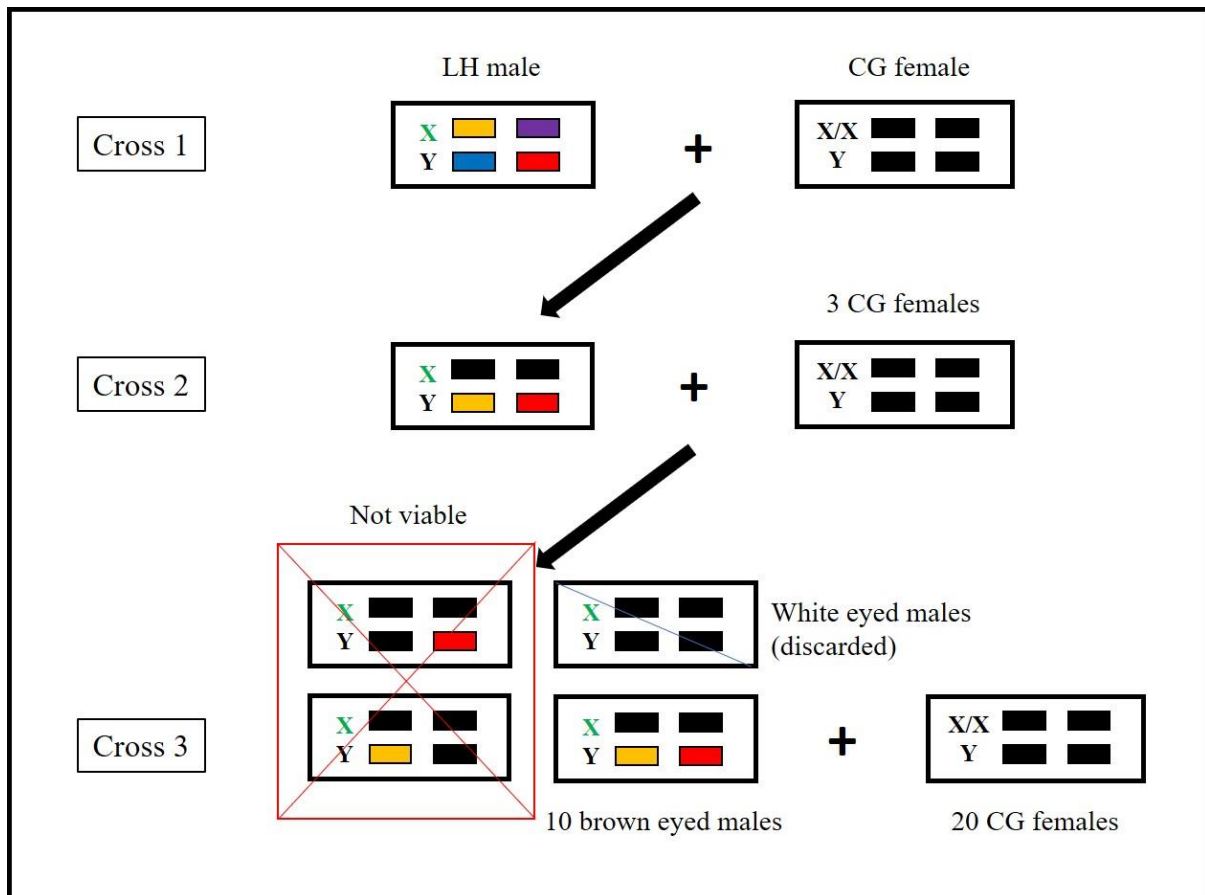 LH male
CG female
Cross 1
X
Y
+
X/X
Y
3 CG females
Cross 2
X
Y
+
X/X
Y
Not viable
X
Y
X
Y
White eyed males
(discarded)
Cross 3
X
Y
X
Y
+
X/X
Y
10 brown eyed males
20 CG females